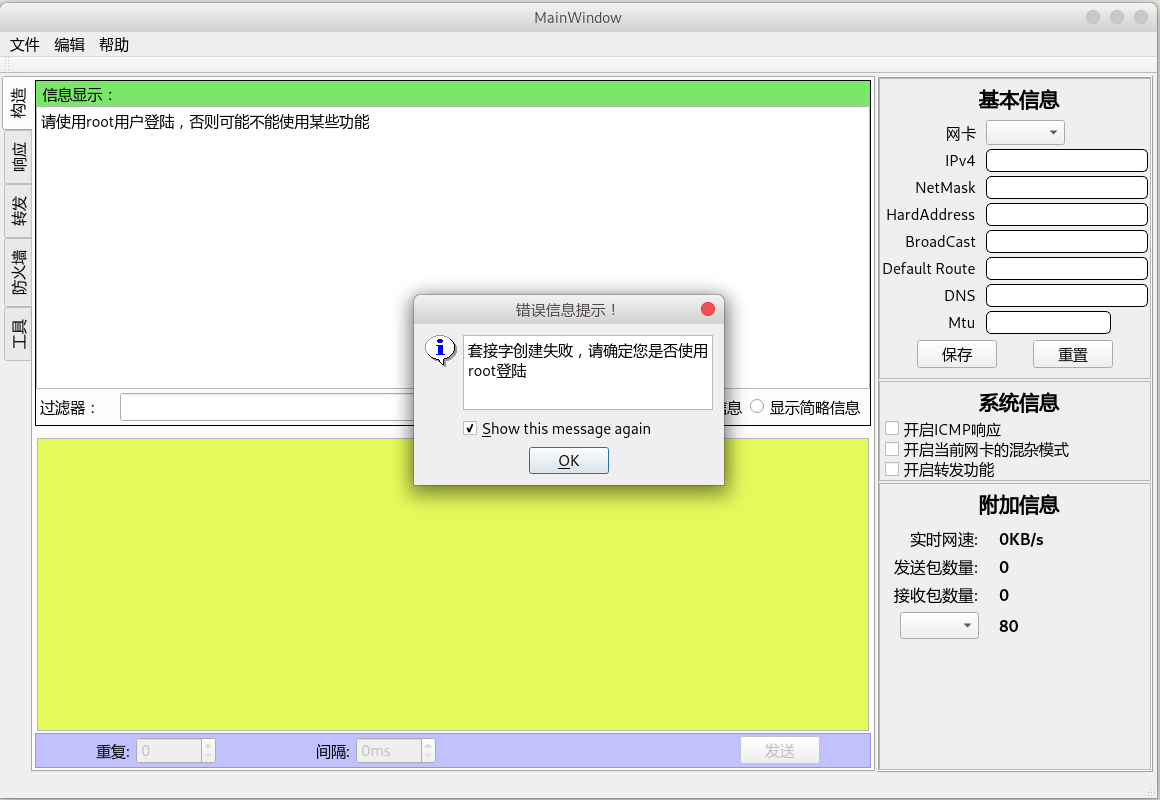 MainWindow
文件 编辑 帮助
构造
响应
转发
防火墙
工具
信息显示：
请使用root用户登陆，否则可能不能使用某些功能
错误信息提示！
套接字创建失败，请确定您是否使用
root登陆
Show this message again
OK
过滤器：
信息 显示简略信息
重复: 0 间隔: 0ms 发送
基本信息
网卡
IPv4
NetMask
HardAddress
BroadCast
Default Route
DNS
Mtu
保存 重置
系统信息
开启ICMP响应
开启当前网卡的混杂模式
开启转发功能
附加信息
实时网速: 0KB/s
发送包数量: 0
接收包数量: 0
80